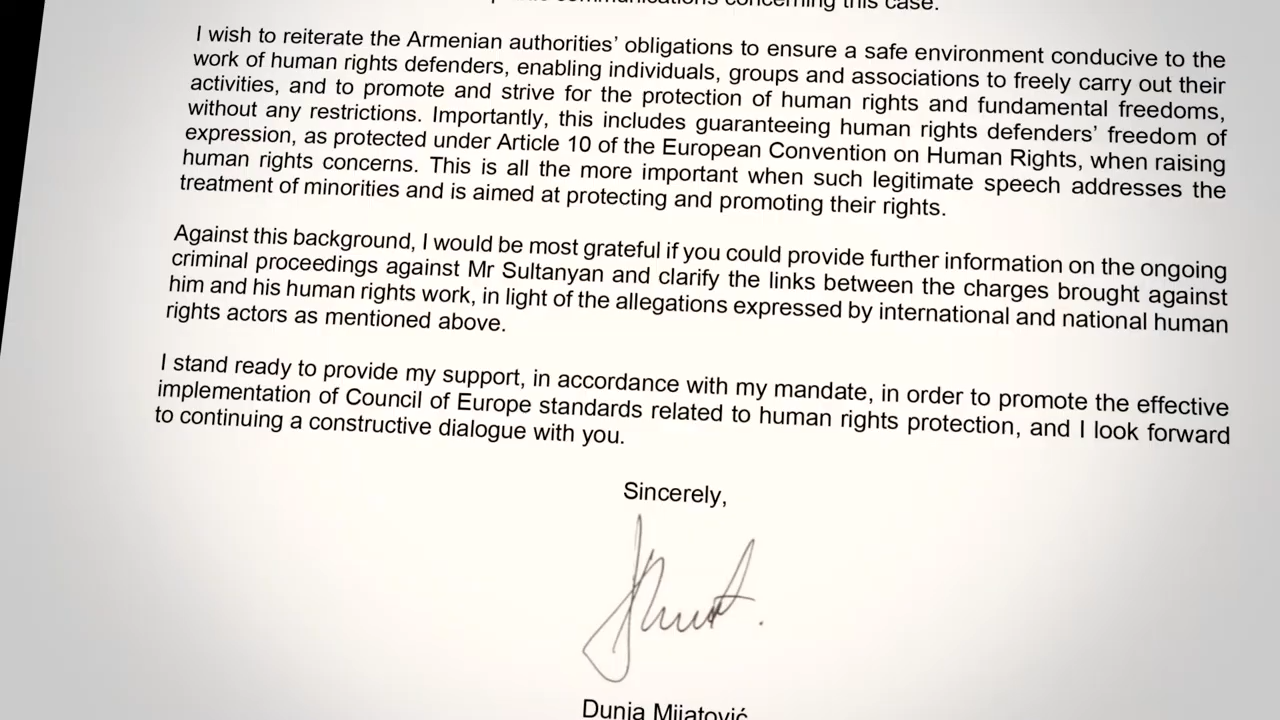 communications concerning this case.
I wish to reiterate the Armenian authorities’ obligations to ensure a safe environment conducive to the
work of human rights defenders, enabling individuals, groups and associations to freely carry out their
activities, and to promote and strive for the protection of human rights and fundamental freedoms,
without any restrictions. Importantly, this includes guaranteeing human rights defenders’ freedom of
expression, as protected under Article 10 of the European Convention on Human Rights, when raising
human rights concerns. This is all the more important when such legitimate speech addresses the
treatment of minorities and is aimed at protecting and promoting their rights.
Against this background, I would be most grateful if you could provide further information on the ongoing
criminal proceedings against Mr Sultanyan and clarify the links between the charges brought against
him and his human rights work, in light of the allegations expressed by international and national human
rights actors as mentioned above.
I stand ready to provide my support, in accordance with my mandate, in order to promote the effective
implementation of Council of Europe standards related to human rights protection, and I look forward
to continuing a constructive dialogue with you.
Sincerely,
Dunja Mijatović